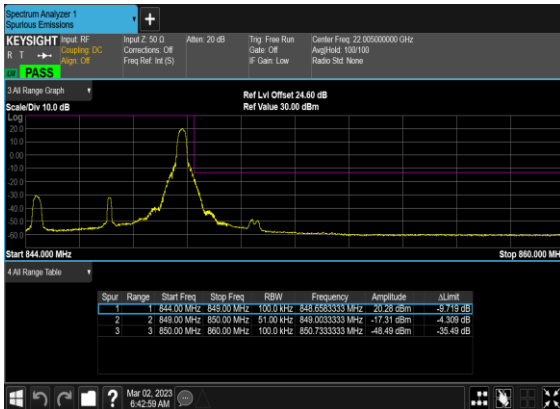 Spectrum Analyzer 1
Spurious Emissions
KEYSIGHT Input: RF Input Z: 50 Ω Atten: 20 dB Trig: Free Run Center Freq: 22.005000000 GHz
R T Coupling: DC Corrections: Off Gate: Off Avg|Hold: 100/100
Align: Off Freq Ref: Int (S) IF Gain: Low Radio Std: None
PASS
3 All Range Graph
Ref Lvl Offset 24.60 dB
Scale/Div 10.0 dB Ref Value 30.00 dBm
Log
20.0
10.0
0.00
-10.0
-20.0
-30.0
-40.0
-50.0
-60.0
Start 844.000 MHz Stop 860.000 MH
4 All Range Table
Spur Range Start Freq Stop Freq RBW Frequency Amplitude ΔLimit
1 1 844.00 MHz 849.00 MHz 100.0 kHz 848.6583333 MHz 20.28 dBm -9.719 dB
2 2 849.00 MHz 850.00 MHz 51.00 kHz 849.0033333 MHz -17.31 dBm -4.309 dB
3 3 850.00 MHz 860.00 MHz 100.0 kHz 850.7333333 MHz -48.49 dBm -35.49 dB
Mar 02, 2023
6:42:59 AM